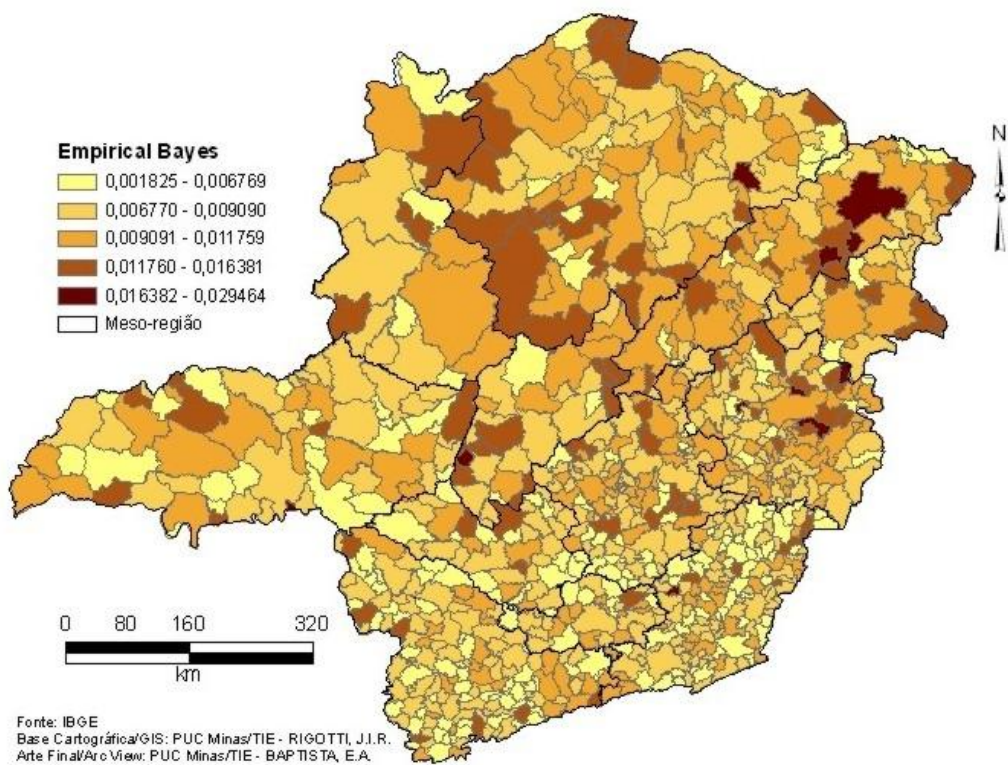 Empirical Bayes
0,001825 - 0,006769
0,006770 - 0,009090
0,009091 - 0,011759
0,011760 - 0,016381
0,016382 - 0,029464
Meso-região
N
0 80 160 320
km
Fonte: IBGE
Base Cartográfica/GIS: PUC Minas/TIE - RIGOTTI, J.I.R.
Arte Final/Arc View: PUC Minas/TIE - BAPTISTA, E.A.